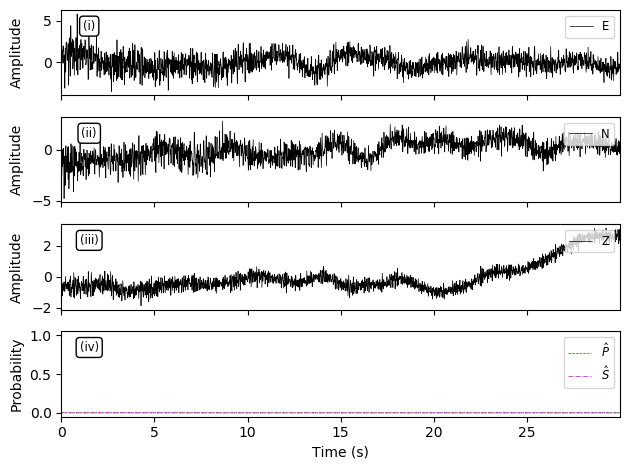 Amplitude
5
0
(i)
E
Amplitude
0
−5
(ii)
N
Amplitude
2
0
−2
(iii)
Z
Probability
1.0
0.5
0.0
(iv)
P̂
Ŝ
0 5 10 15 20 25
Time (s)